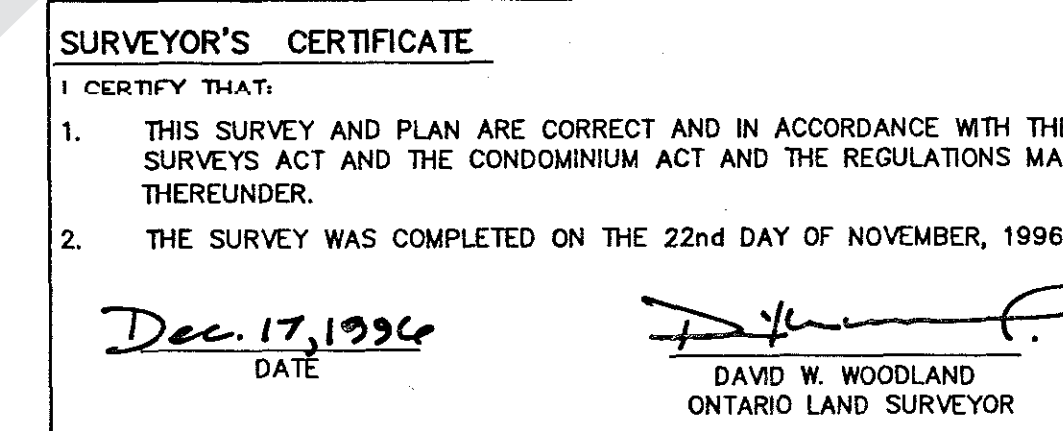 SURVEYOR'S CERTIFICATE
I CERTIFY THAT:
1. THIS SURVEY AND PLAN ARE CORRECT AND IN ACCORDANCE WITH
SURVEYS ACT AND THE CONDOMINIUM ACT AND THE REGULATIONS
THEREUNDER.
2. THE SURVEY WAS COMPLETED ON THE 22nd DAY OF NOVEMBER, 1996
Dec. 17, 1996
DATE
DAVID W. WOODLAND
ONTARIO LAND SURVEYOR